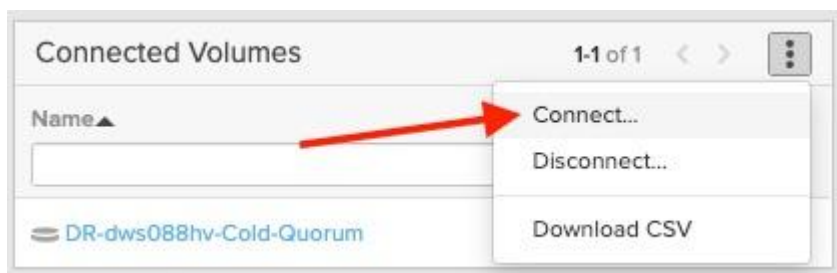 Connected Volumes 1-1 of 1
Name
Connect...
Disconnect...
DR-dws088hv-Cold-Quorum
Download CSV